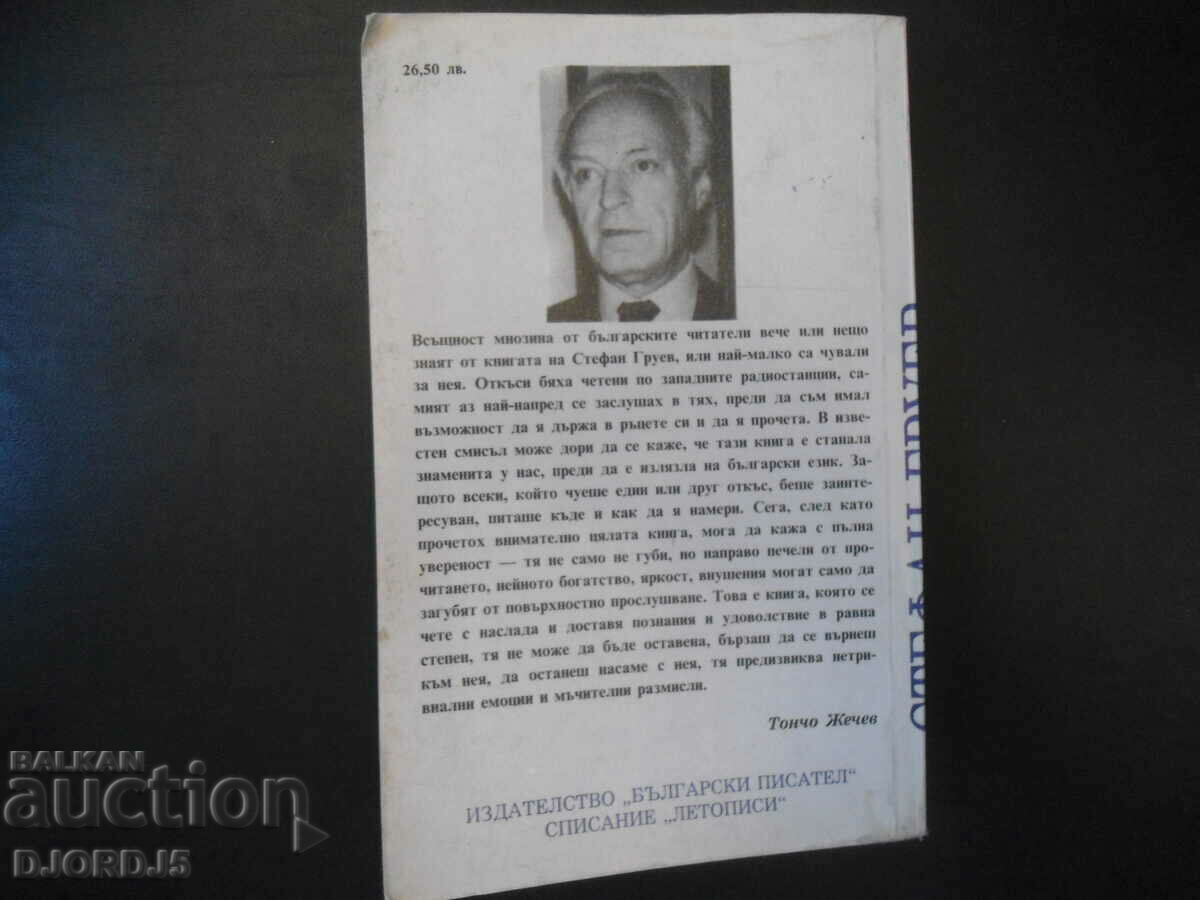 26,50 лв.
Всъщност мнозина от българските читатели вече или нещо
знаят от книгата на Стефан Груев, или най-малко са чували
за нея. Откъси бяха четени по западните радиостанции, са-
мият аз най-напред се заслушах в тях, преди да съм имал
възможност да я държа в ръцете си и да я прочета. В изве-
стен смисъл може дори да се каже, че тази книга е станала
знаменита у нас, преди да е излязла на български език. За-
щото всеки, който чуеше един или друг откъс, беше заинте-
ресуван, питаше къде и как да я намери. Сега, след като
прочетох внимателно цялата книга, мога да кажа с пълна
увереност — тя не само не губи, но направо печели от про-
читането, нейното богатство, яркост, внушения могат само да
загубят от повърхностно прослушване. Това е книга, която се
чете с наслада и доставя познания и удоволствие в равна
степен, тя не може да бъде оставена, бързаш да се върнеш
към нея, да останеш насаме с нея, тя предизвиква нетри-
виални емоции и мъчителни размисли.
Тончо Жечев
ИЗДАТЕЛСТВО „БЪЛГАРСКИ ПИСАТЕЛ“
СПИСАНИЕ „ЛЕТОПИСИ“
СТЕФАН ГРУЕВ
BALKAN
auction
DJORDJ5